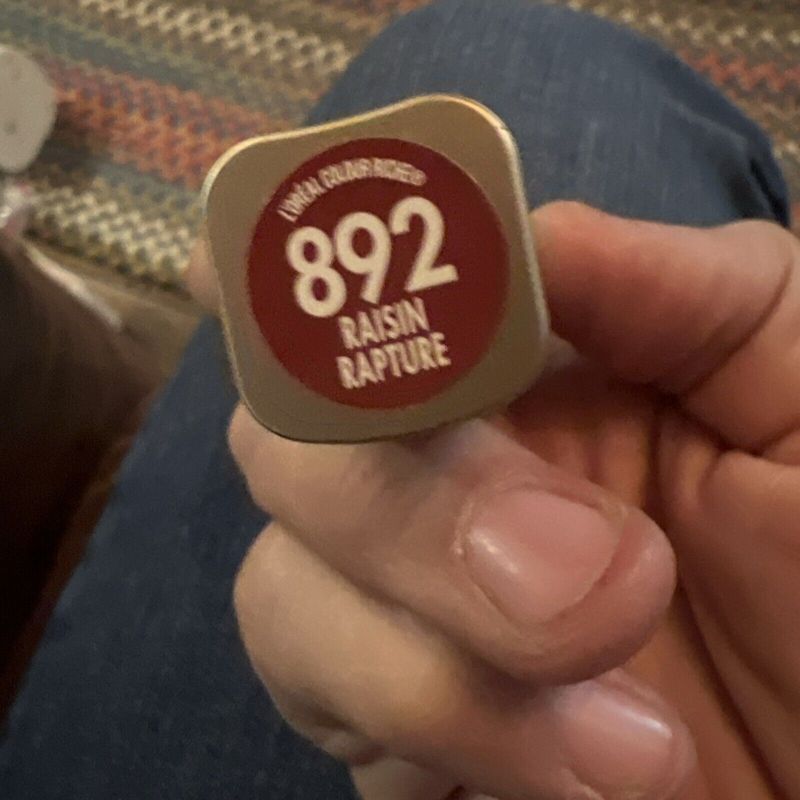 L'ORÉAL COLOUR RICHE®
892
RAISIN
RAPTURE